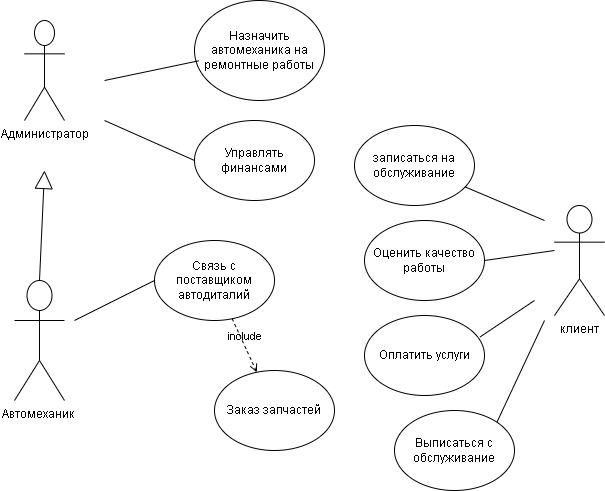 Назначить
автомеханика на
ремонтные работы
Администратор
Управлять
финансами
записаться на
обслуживание
Оценить качество
работы
клиент
Связь с
поставщиком
автодиталий
include
Оплатить услуги
Автомеханик
Заказ запчастей
Выписаться с
обслуживание